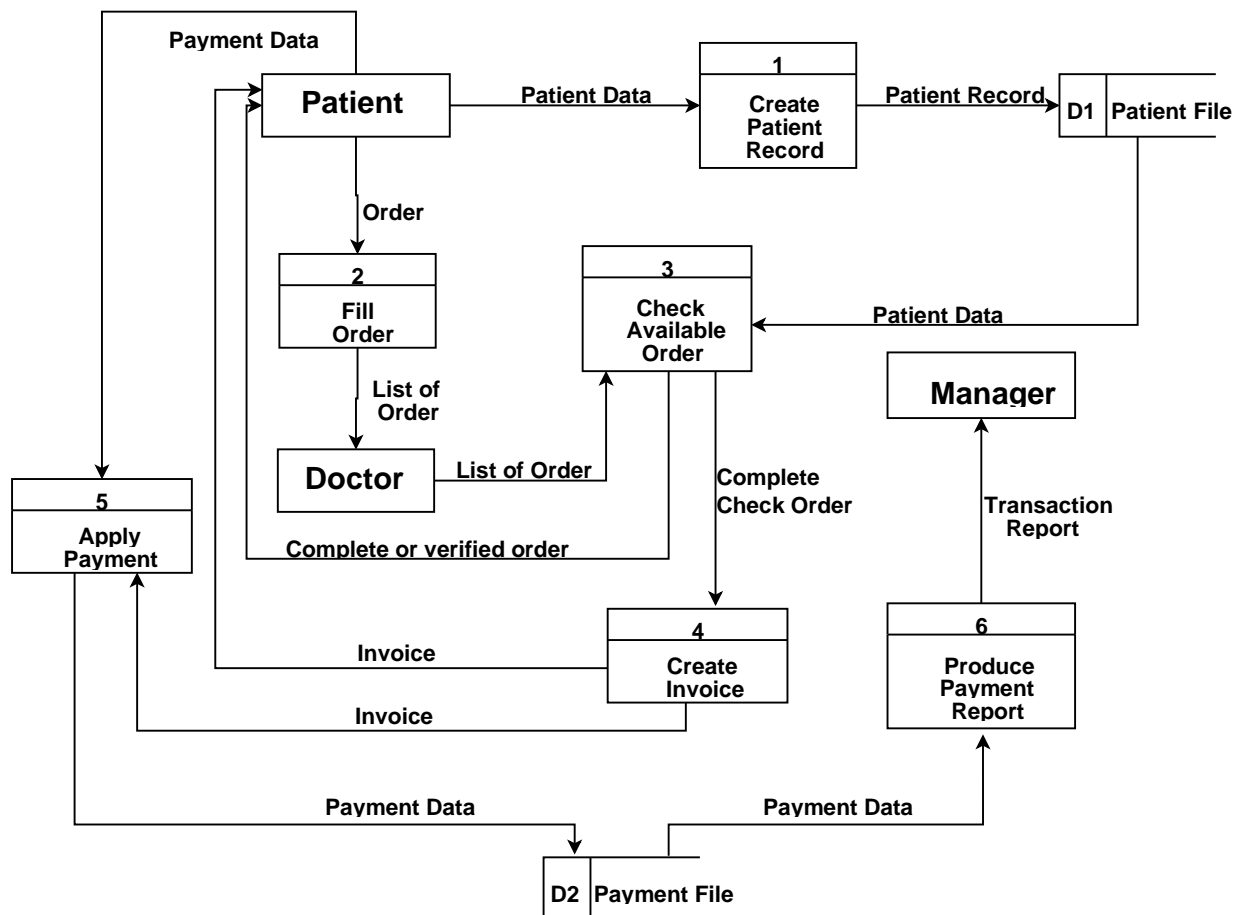 Payment Data
Patient
Patient Data
1
Create
Patient
Record
Patient Record
D1
Patient File
Order
2
Fill
Order
3
Check
Available
Order
Patient Data
List of
Order
Manager
Doctor
List of Order
Complete
Check Order
5
Apply
Payment
Transaction
Report
Complete or verified order
4
Create
Invoice
Invoice
6
Produce
Payment
Report
Invoice
Payment Data
Payment Data
D2
Payment File